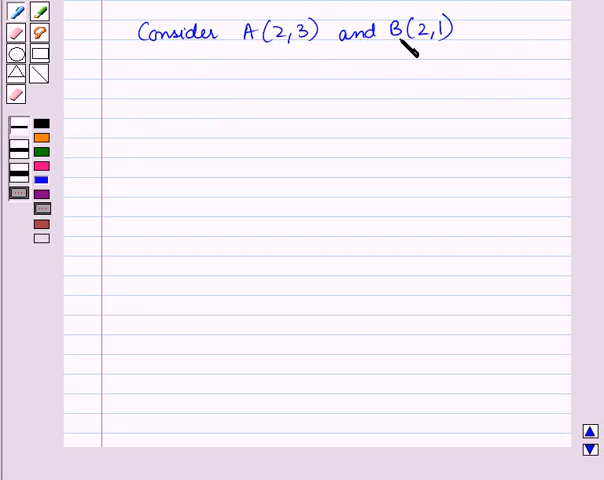 Consider A(2,3) and B(2,1)